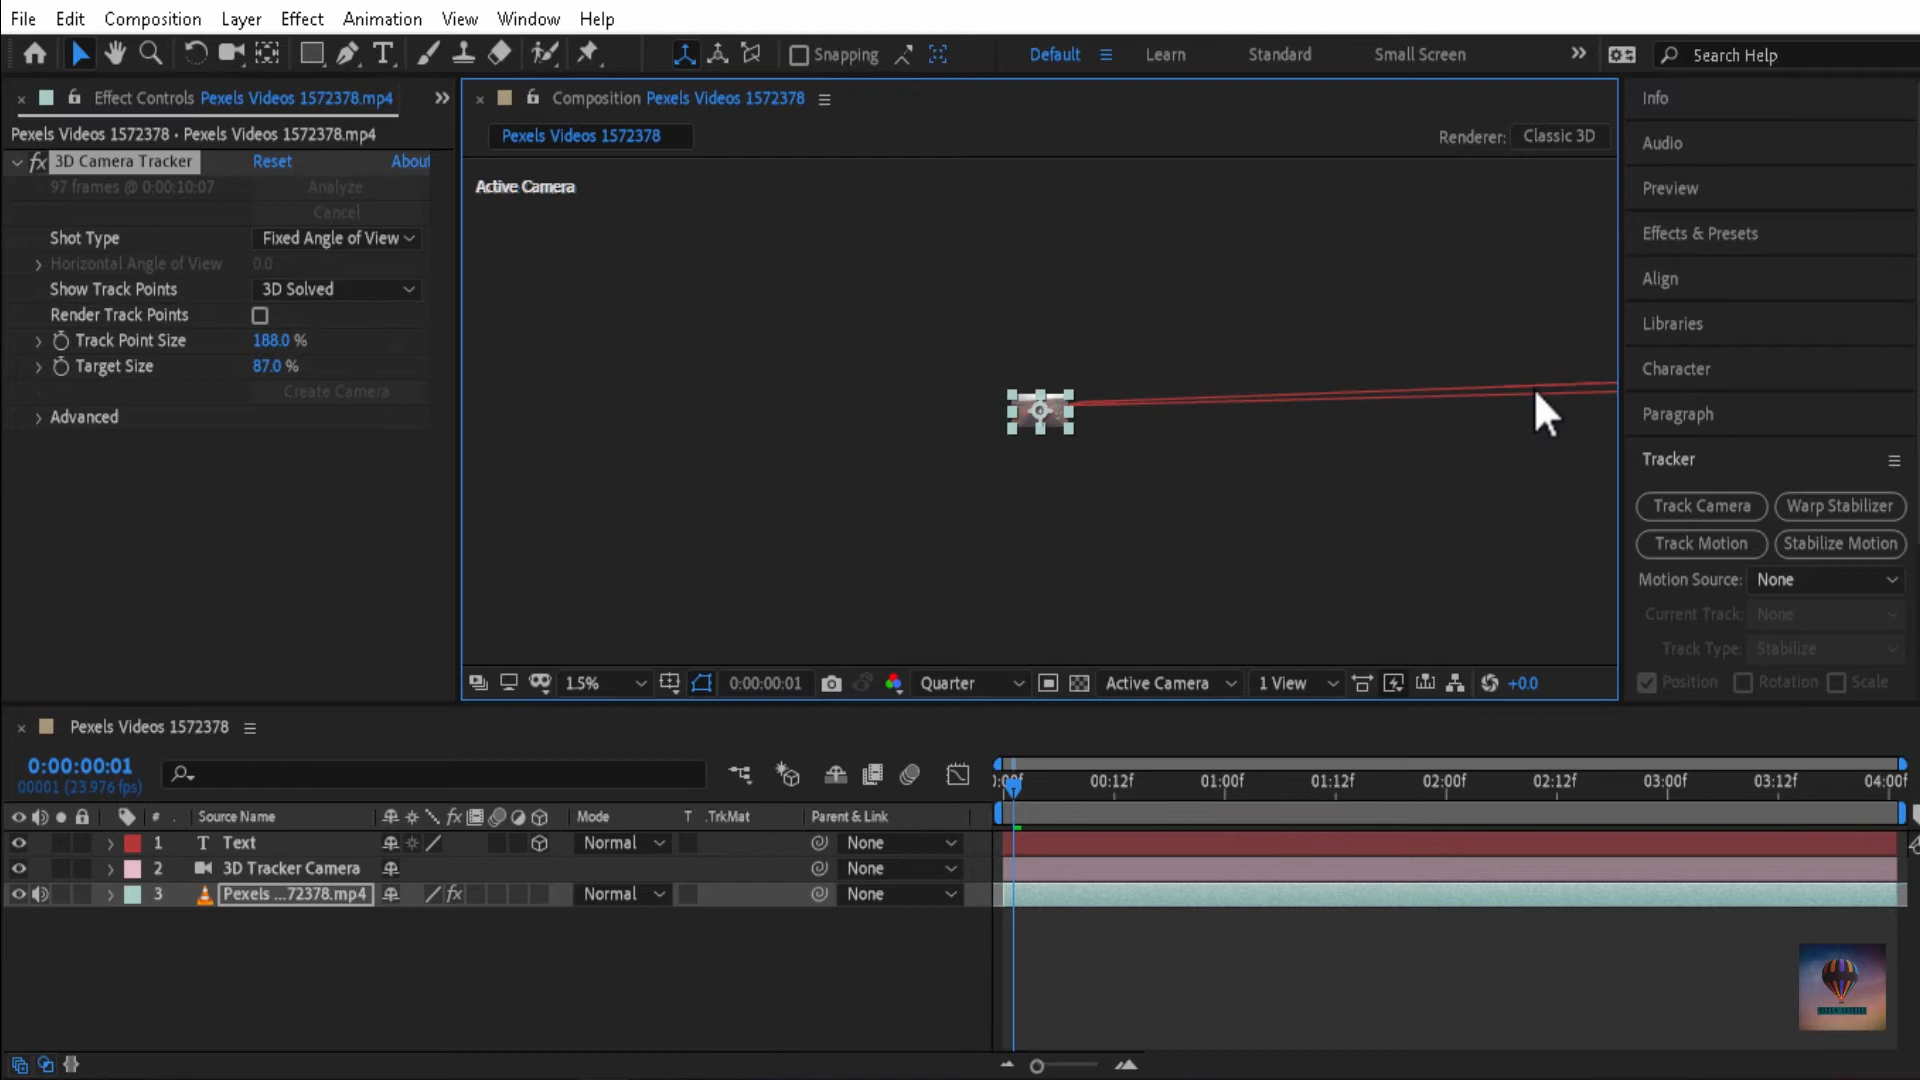 File Edit Composition Layer Effect Animation View Window Help
Snapping Default Learn Standard Small Screen Search Help
Effect Controls Pexels Videos 1572378.mp4
Pexels Videos 1572378 • Pexels Videos 1572378.mp4
fx 3D Camera Tracker Reset About
97 frames @ 0:00:10:07 Analyze
Cancel
Shot Type Fixed Angle of View
Horizontal Angle of View 0.0
Show Track Points 3D Solved
Render Track Points
Track Point Size 188.0 %
Target Size 87.0 %
Create Camera
Advanced
Composition Pexels Videos 1572378
Pexels Videos 1572378
Renderer: Classic 3D
Active Camera
1.5% 0:00:00:01 Quarter Active Camera 1 View +0.0
Info
Audio
Preview
Effects & Presets
Align
Libraries
Character
Paragraph
Tracker
Track Camera Warp Stabilizer
Track Motion Stabilize Motion
Motion Source: None
Current Track: None
Track Type: Stabilize
Position Rotation Scale
Pexels Videos 1572378
0:00:00:01
00001 (23.976 fps)
:00f 00:12f 01:00f 01:12f 02:00f 02:12f 03:00f 03:12f 04:00f
# Source Name fx Mode T .TrkMat Parent & Link
1 T Text Normal None
2 3D Tracker Camera None
3 Pexels ...72378.mp4 fx Normal None